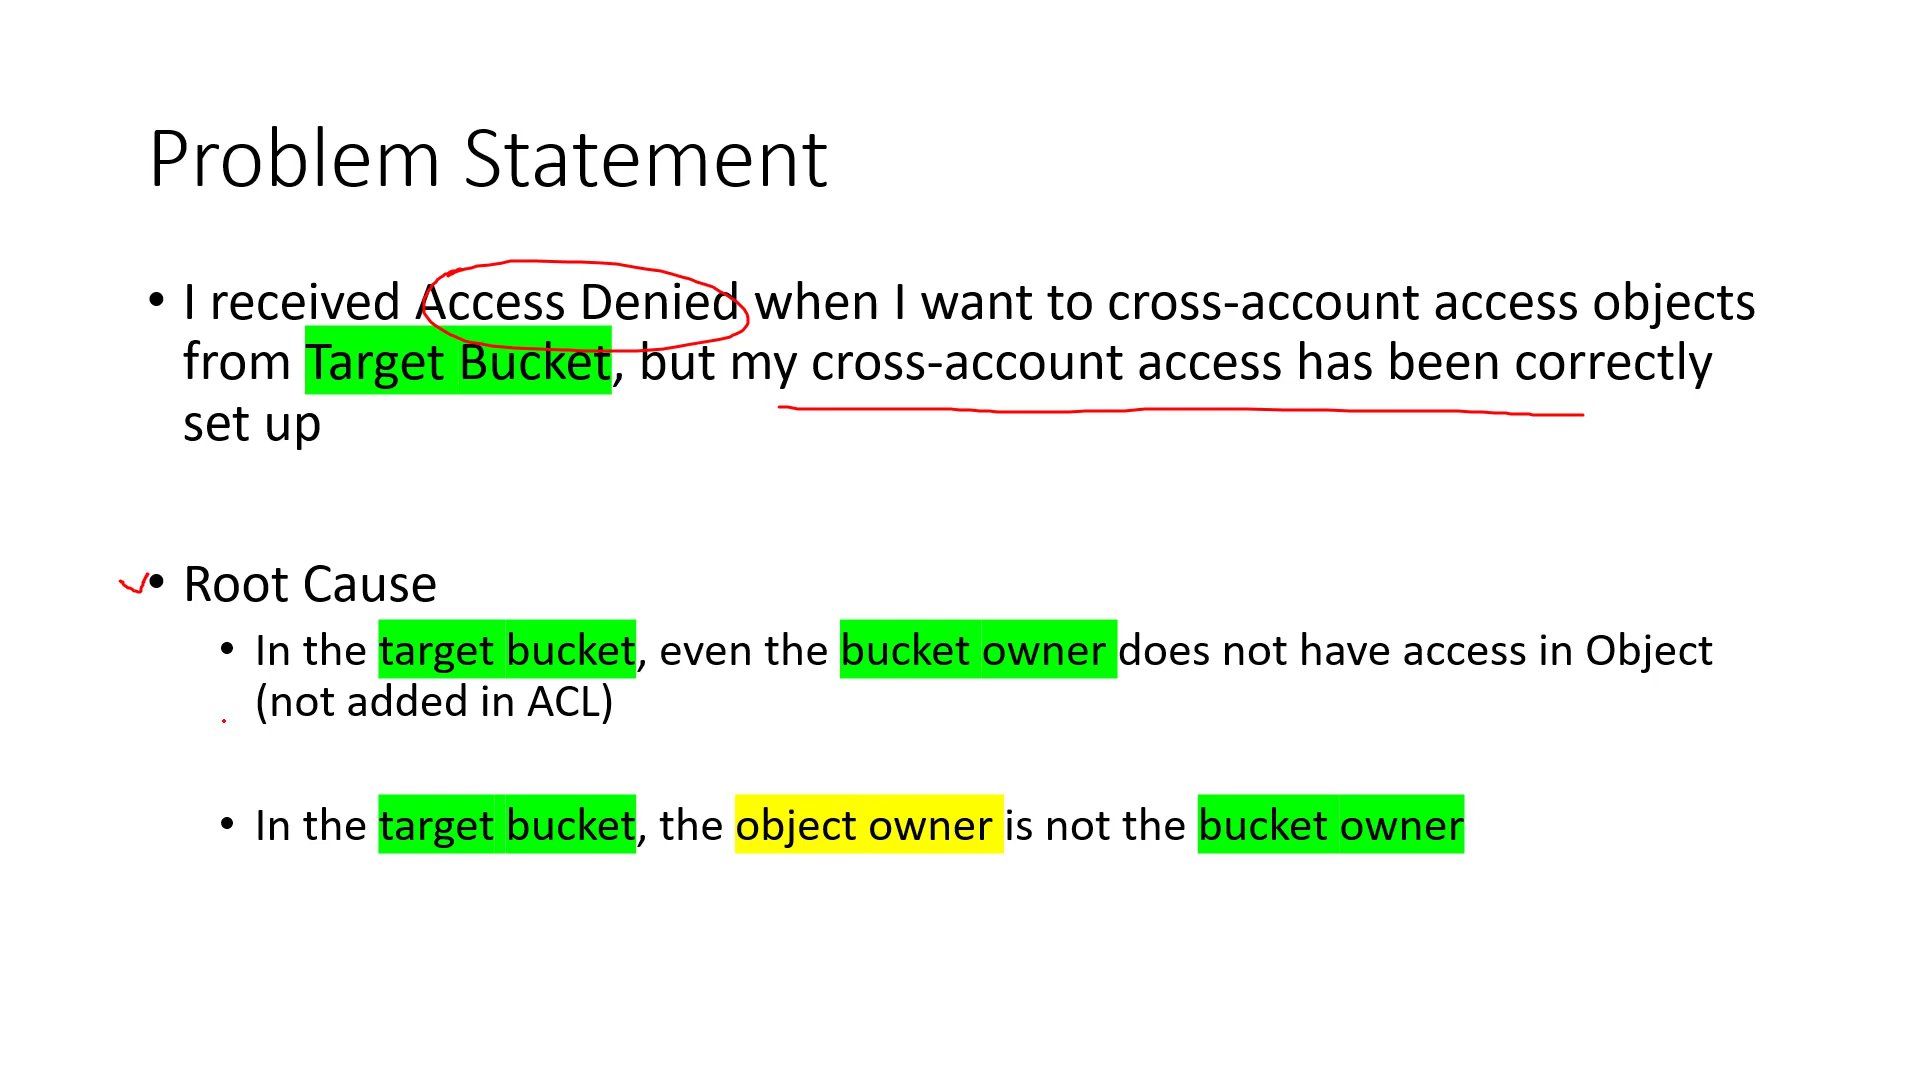 Problem Statement
• I received Access Denied when I want to cross-account access objects
from Target Bucket, but my cross-account access has been correctly
set up
• Root Cause
• In the target bucket, even the bucket owner does not have access in Object
(not added in ACL)
• In the target bucket, the object owner is not the bucket owner